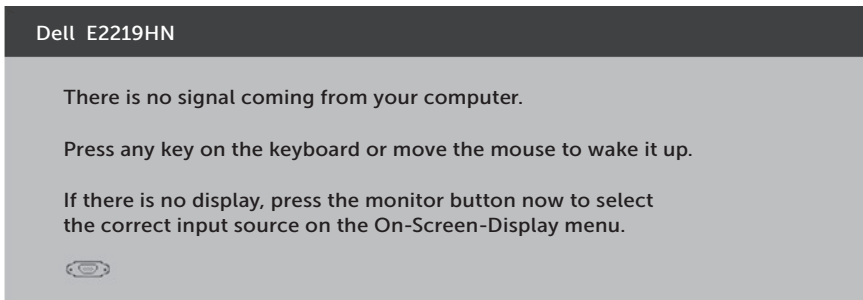 Dell E2219HN
There is no signal coming from your computer.
Press any key on the keyboard or move the mouse to wake it up.
If there is no display, press the monitor button now to select
the correct input source on the On-Screen-Display menu.